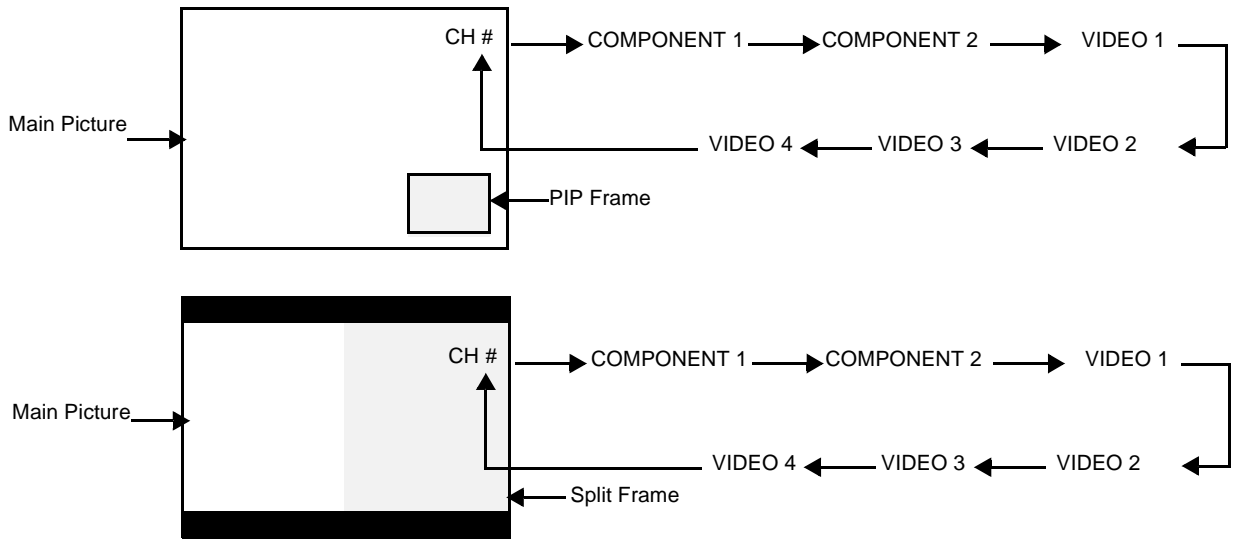 CH # COMPONENT 1 COMPONENT 2 VIDEO 1
Main Picture
VIDEO 4 VIDEO 3 VIDEO 2
PIP Frame
CH # COMPONENT 1 COMPONENT 2 VIDEO 1
Main Picture
VIDEO 4 VIDEO 3 VIDEO 2
Split Frame